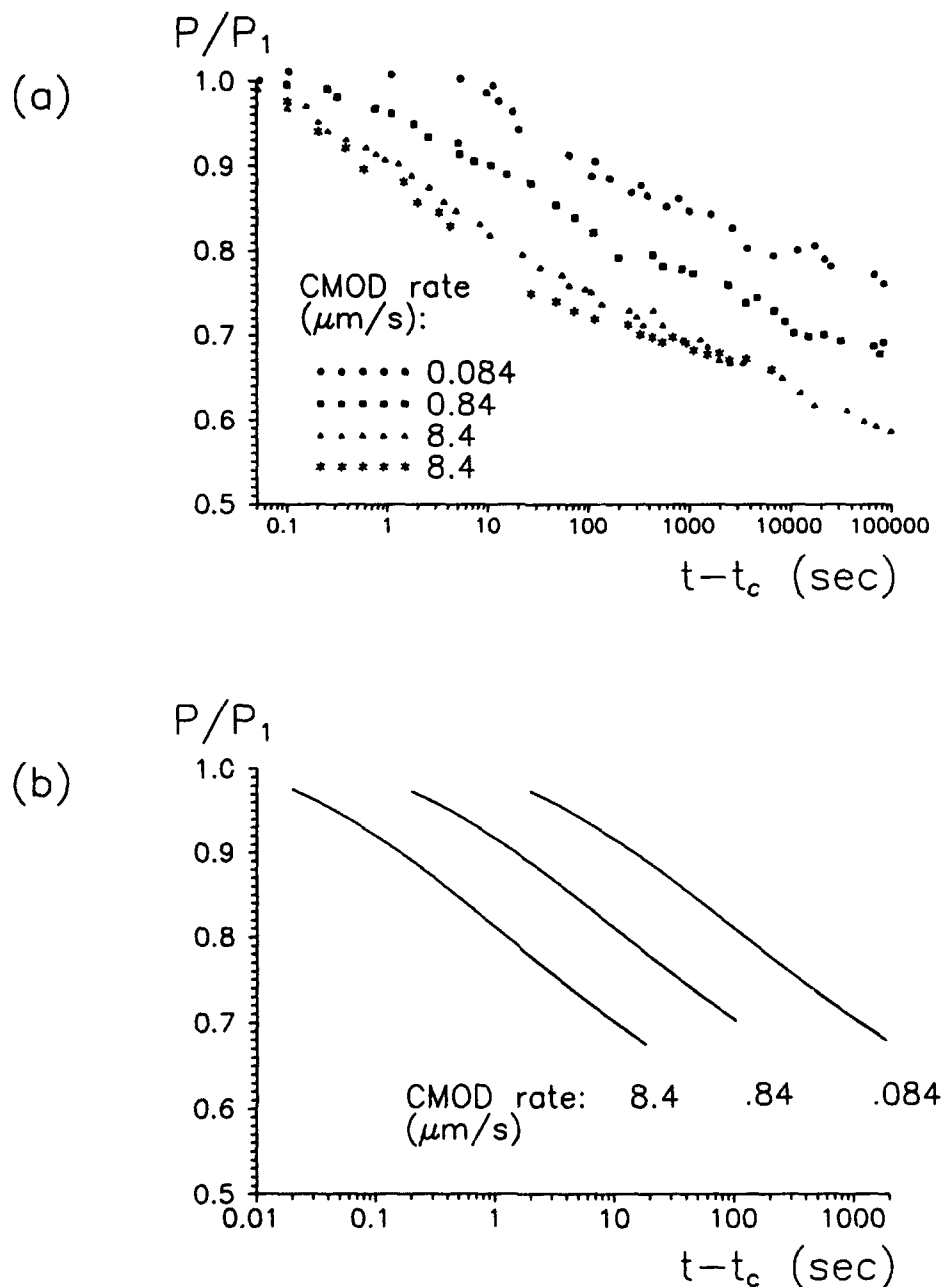 (a)
P/P₁
1.0
0.9
0.8
0.7
0.6
0.5
CMOD rate
(μm/s):
0.084
0.84
8.4
8.4
0.1 1 10 100 1000 10000 100000
t−t_c (sec)
(b)
P/P₁
1.0
0.9
0.8
0.7
0.6
0.5
CMOD rate: 8.4 .84 .084
(μm/s)
0.01 0.1 1 10 100 1000
t−t_c (sec)